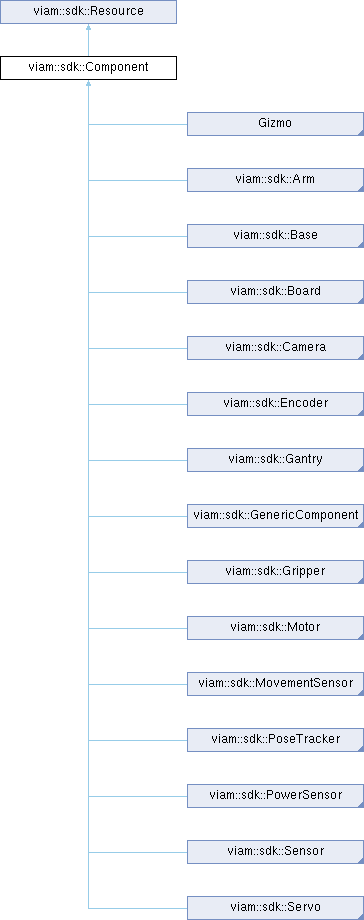 viam::sdk::Resource
viam::sdk::Component
Gizmo
viam::sdk::Arm
viam::sdk::Base
viam::sdk::Board
viam::sdk::Camera
viam::sdk::Encoder
viam::sdk::Gantry
viam::sdk::GenericComponent
viam::sdk::Gripper
viam::sdk::Motor
viam::sdk::MovementSensor
viam::sdk::PoseTracker
viam::sdk::PowerSensor
viam::sdk::Sensor
viam::sdk::Servo